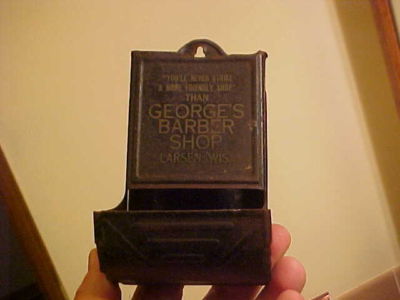 "YOU'LL NEVER STRIKE
A MORE FRIENDLY SHOP"
THAN
GEORGE'S
BARBER
SHOP
LARSEN, WIS.